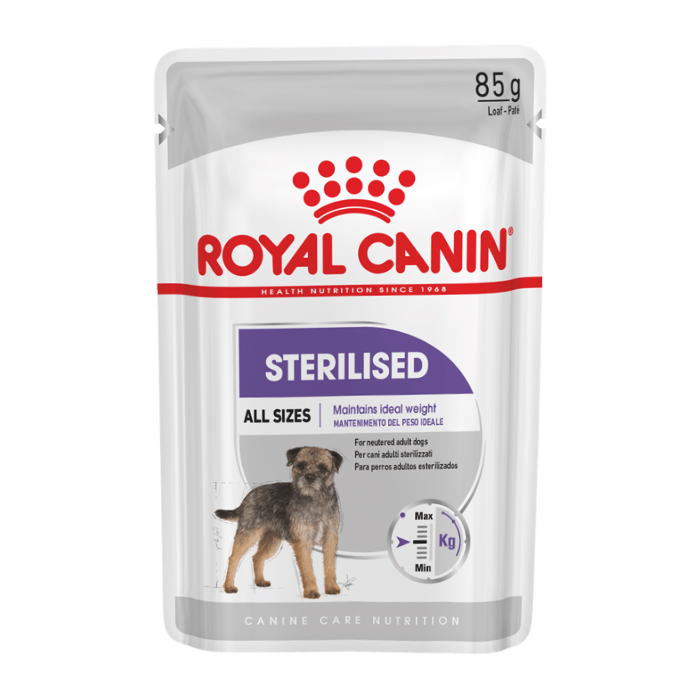 85g
Loaf - Paté
ROYAL CANIN®
HEALTH NUTRITION SINCE 1968
STERILISED
ALL SIZES
Maintains ideal weight
MANTENIMENTO DEL PESO IDEALE
For neutered adult dogs
Per cani adulti sterilizzati
Para perros adultos esterilizados
Max
Kg
Min
CANINE CARE NUTRITION